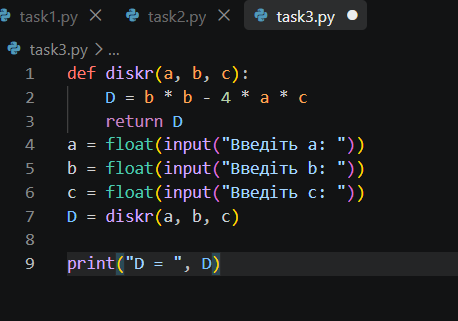 task1.py task2.py task3.py
task3.py > ...
1 def diskr(a, b, c):
2     D = b * b - 4 * a * c
3     return D
4 a = float(input("Введіть a: "))
5 b = float(input("Введіть b: "))
6 c = float(input("Введіть c: "))
7 D = diskr(a, b, c)
8
9 print("D = ", D)